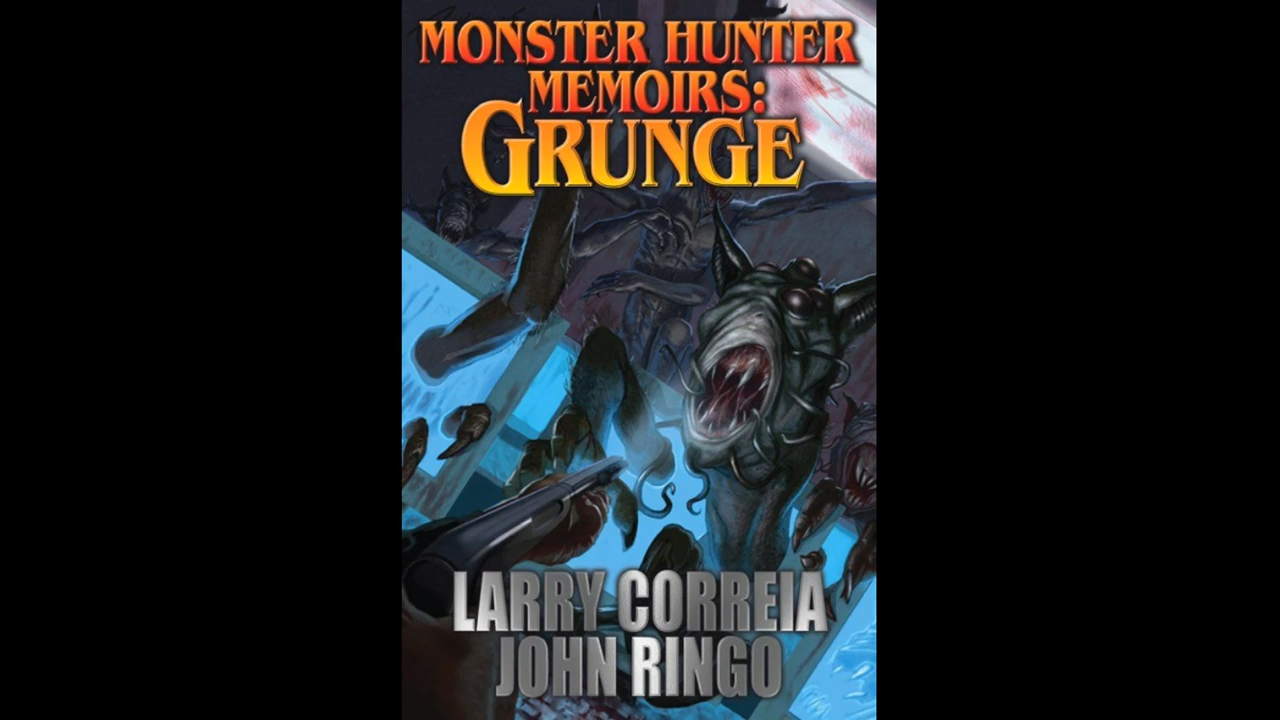 MONSTER HUNTER
MEMOIRS:
GRUNGE
LARRY CORREIA
JOHN RINGO